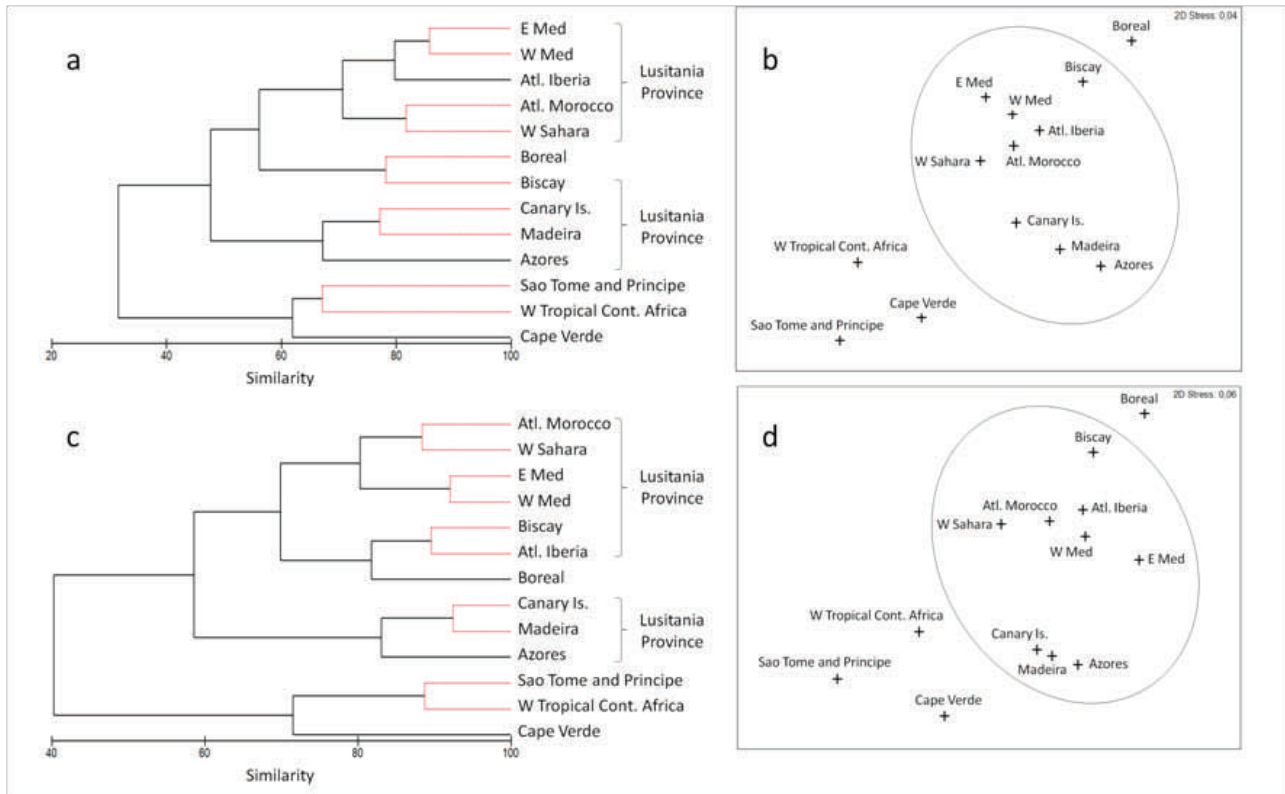 a
E Med
W Med
Atl. Iberia
Atl. Morocco
W Sahara
Boreal
Biscay
Canary Is.
Madeira
Azores
Sao Tome and Principe
W Tropical Cont. Africa
Cape Verde
Lusitania
Province
Lusitania
Province
20 40 60 80 100
Similarity
b
2D Stress: 0,04
Boreal
Biscay
E Med
W Med
Atl. Iberia
Atl. Morocco
W Sahara
Canary Is.
Madeira
Azores
W Tropical Cont. Africa
Cape Verde
Sao Tome and Principe
c
Atl. Morocco
W Sahara
E Med
W Med
Biscay
Atl. Iberia
Boreal
Canary Is.
Madeira
Azores
Sao Tome and Principe
W Tropical Cont. Africa
Cape Verde
Lusitania
Province
Lusitania
Province
40 60 80 100
Similarity
d
2D Stress: 0,06
Boreal
Biscay
Atl. Morocco
Atl. Iberia
W Sahara
W Med
E Med
W Tropical Cont. Africa
Canary Is.
Madeira
Azores
Sao Tome and Principe
Cape Verde